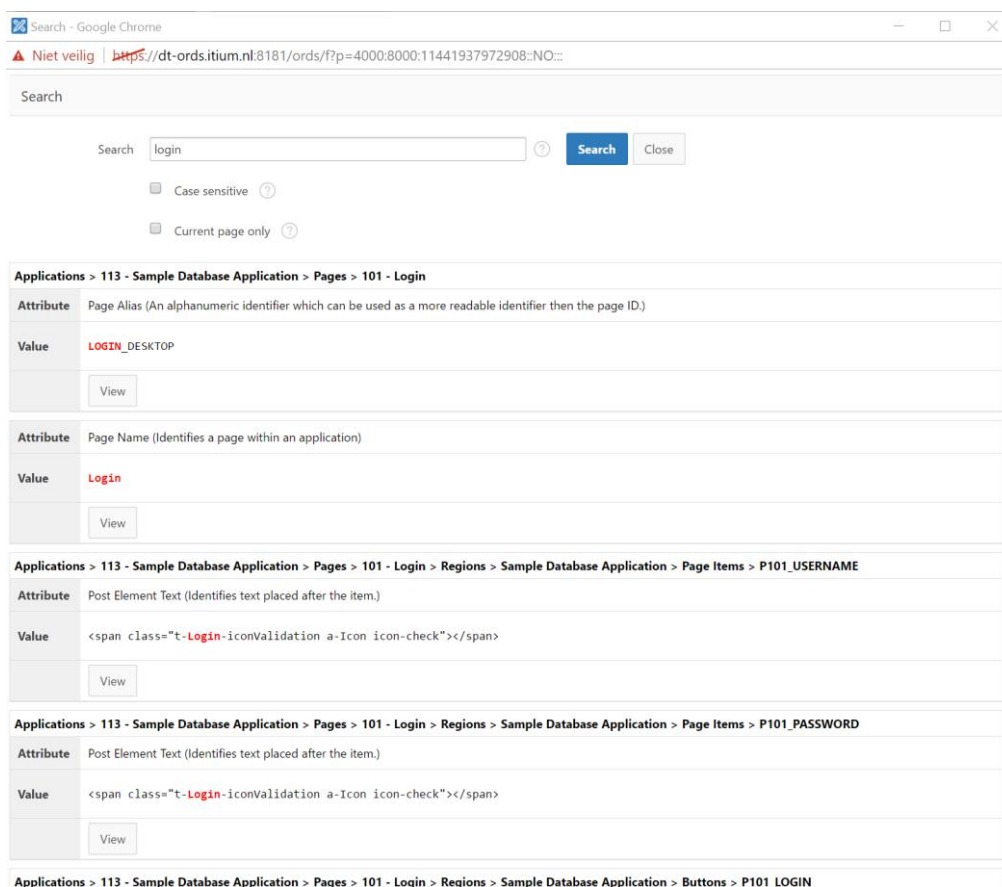 Search - Google Chrome
Niet veilig | https://dt-ords.itium.nl:8181/ords/f?p=4000:8000:11441937972908::NO:::
Search
Search login ? Search Close
Case sensitive ?
Current page only ?
Applications > 113 - Sample Database Application > Pages > 101 - Login
Attribute Page Alias (An alphanumeric identifier which can be used as a more readable identifier then the page ID.)
Value LOGIN_DESKTOP
View
Attribute Page Name (Identifies a page within an application)
Value Login
View
Applications > 113 - Sample Database Application > Pages > 101 - Login > Regions > Sample Database Application > Page Items > P101_USERNAME
Attribute Post Element Text (Identifies text placed after the item.)
Value <span class="t-Login-iconValidation a-Icon icon-check"></span>
View
Applications > 113 - Sample Database Application > Pages > 101 - Login > Regions > Sample Database Application > Page Items > P101_PASSWORD
Attribute Post Element Text (Identifies text placed after the item.)
Value <span class="t-Login-iconValidation a-Icon icon-check"></span>
View
Applications > 113 - Sample Database Application > Pages > 101 - Login > Regions > Sample Database Application > Buttons > P101_LOGIN